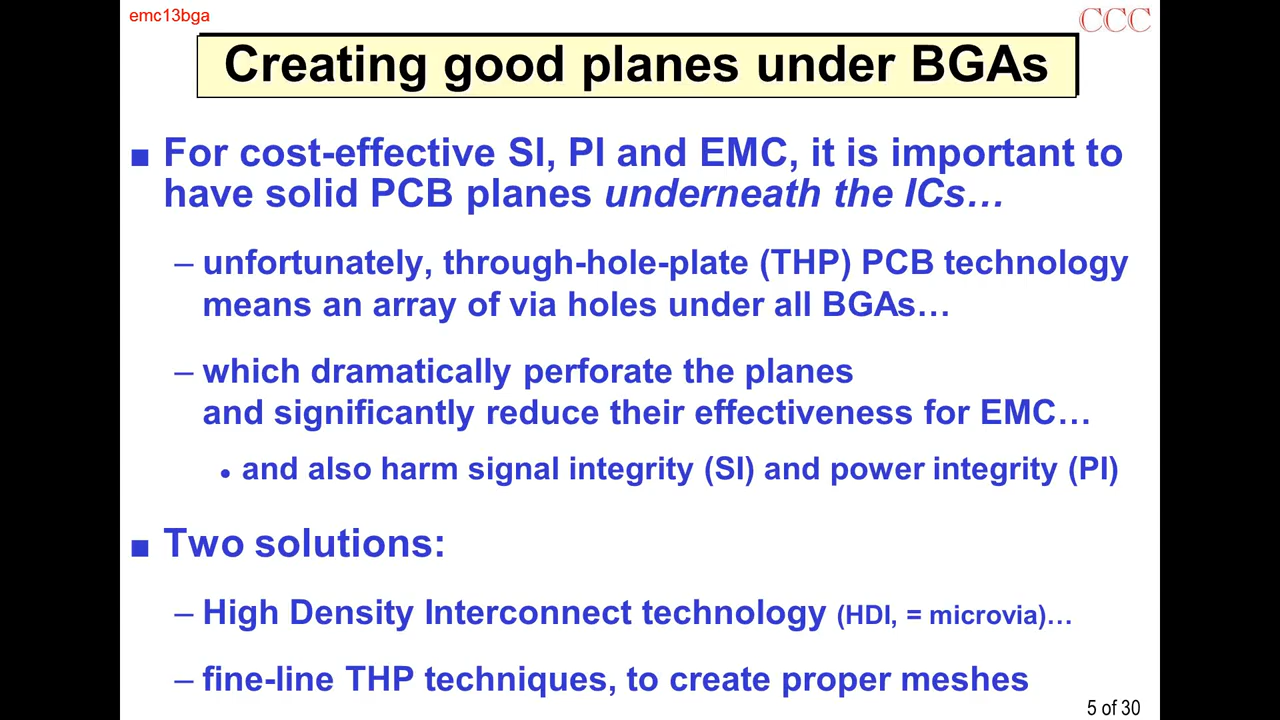 emc13bga
CCC
Creating good planes under BGAs
■ For cost-effective SI, PI and EMC, it is important to
have solid PCB planes underneath the ICs…
– unfortunately, through-hole-plate (THP) PCB technology
means an array of via holes under all BGAs…
– which dramatically perforate the planes
and significantly reduce their effectiveness for EMC…
• and also harm signal integrity (SI) and power integrity (PI)
■ Two solutions:
– High Density Interconnect technology (HDI, = microvia)…
– fine-line THP techniques, to create proper meshes
5 of 30